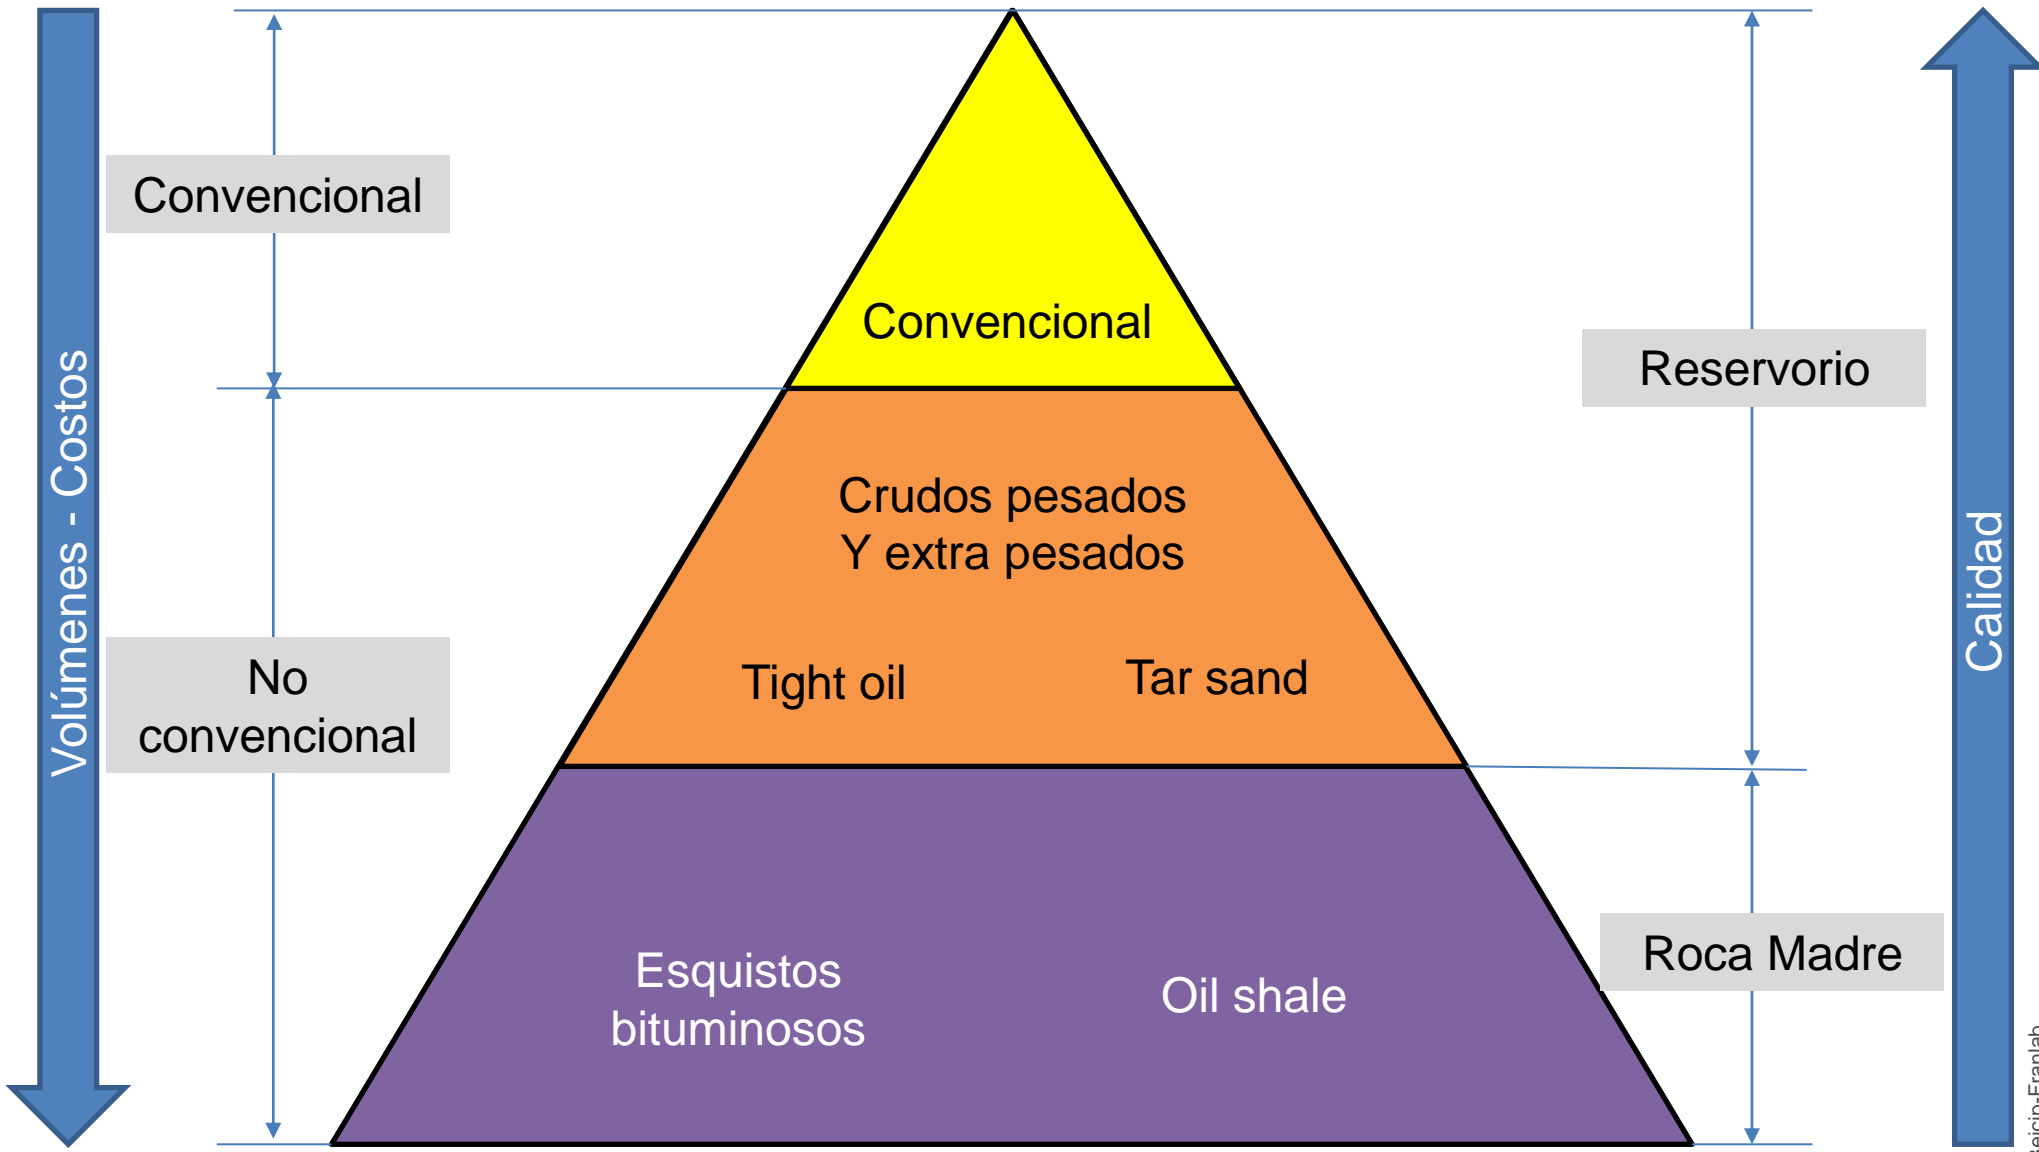 Convencional
Convencional
Reservorio
Volúmenes - Costos
Crudos pesados
Y extra pesados
Calidad
No
convencional
Tight oil
Tar sand
Roca Madre
Esquistos
bituminosos
Oil shale